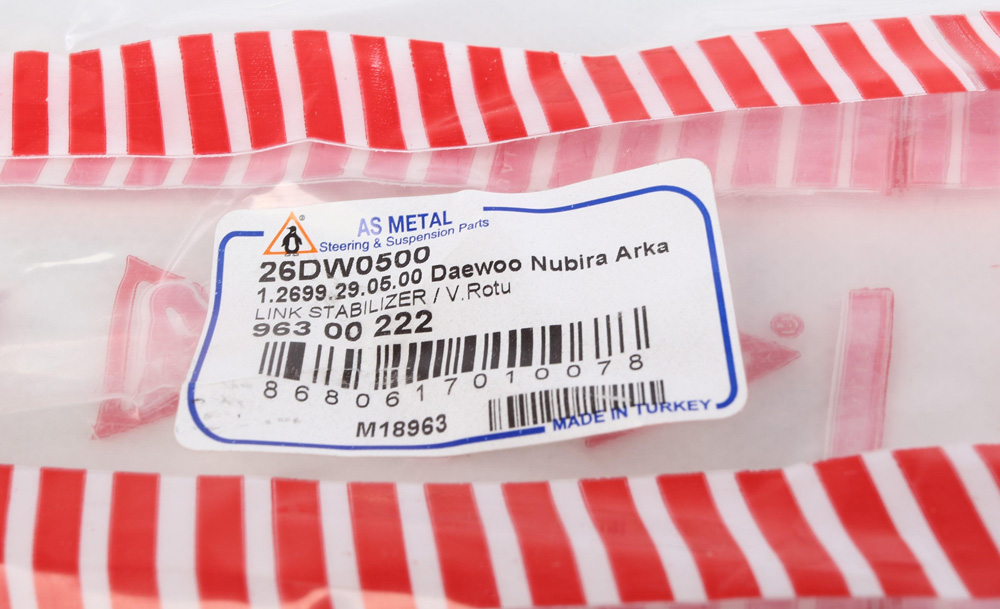 AS METAL
Steering & Suspension Parts
26DW0500
1.2699.29.05.00 Daewoo Nubira Arka
LINK STABILIZER / V.Rotu
963 00 222
8680617010078
M18963
MADE IN TURKEY